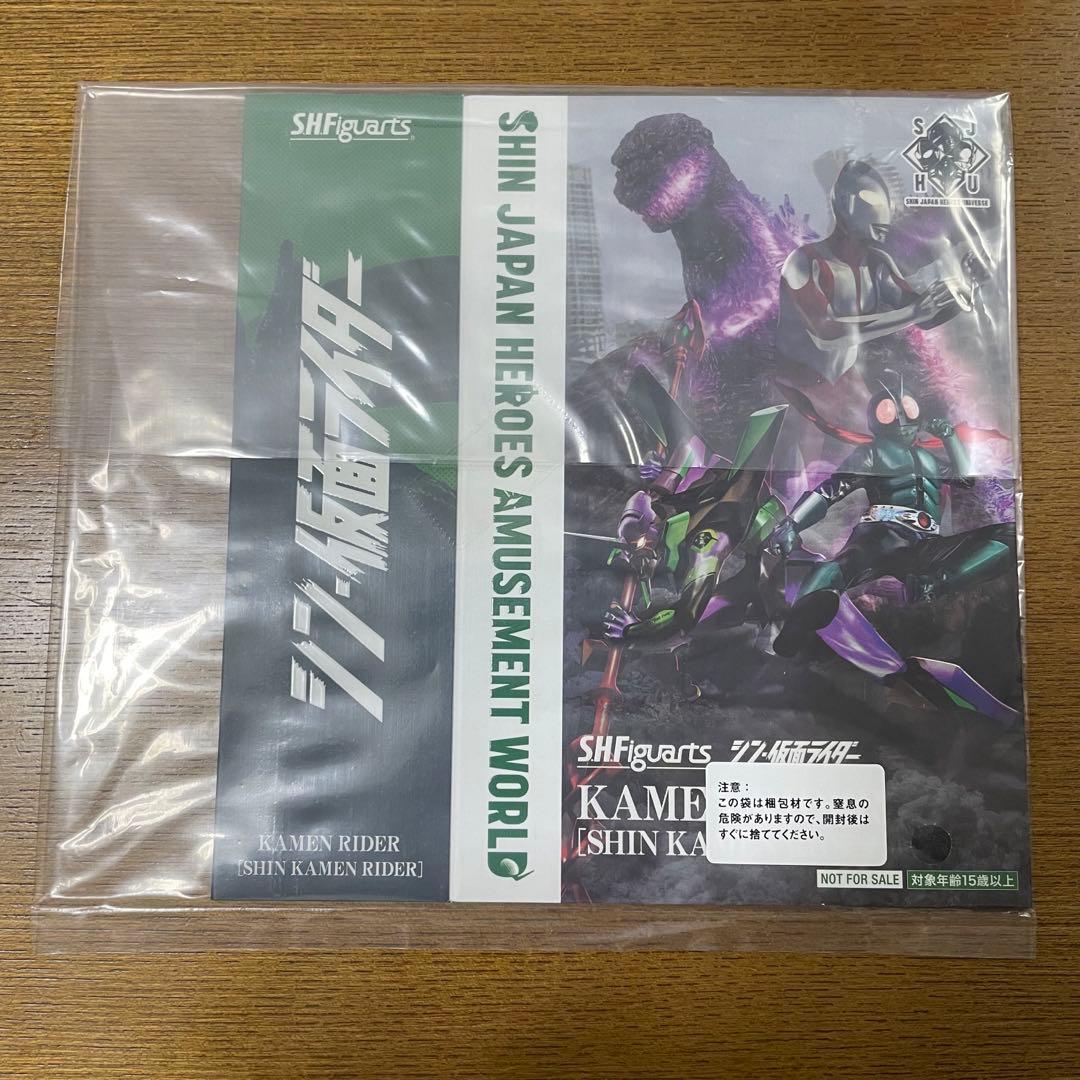 S.H.Figuarts
シン・仮面ライダー
KAMEN RIDER
[SHIN KAMEN RIDER]
SHIN JAPAN HEROES AMUSEMENT WORLD
S J
H U
SHIN JAPAN HEROES UNIVERSE
S.H.Figuarts シン・仮面ライダー
KAME
[SHIN KA
注意：
この袋は梱包材です。窒息の
危険がありますので、開封後は
すぐに捨ててください。
NOT FOR SALE 対象年齢15歳以上